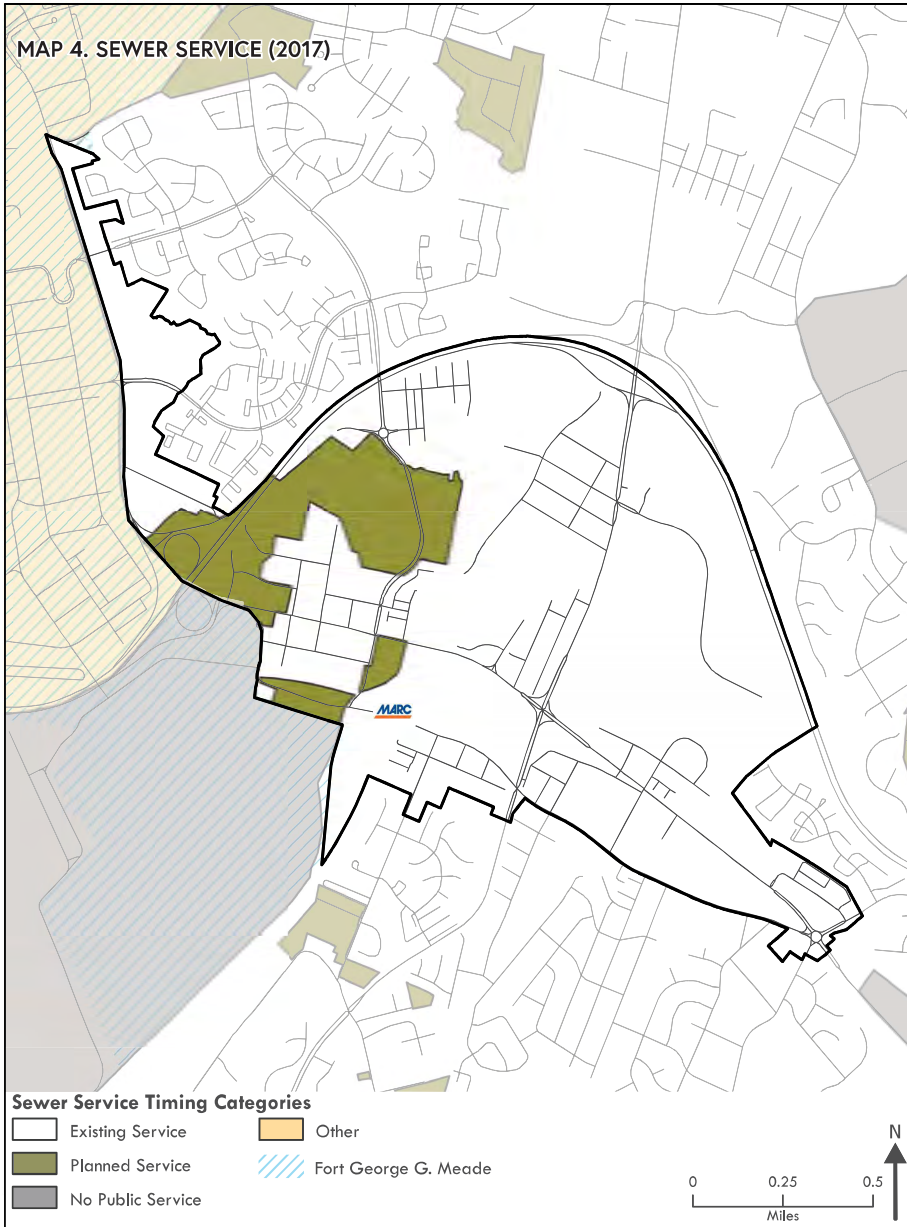 MAP 4. SEWER SERVICE (2017)
MARC
Sewer Service Timing Categories
Existing Service
Other
Planned Service
Fort George G. Meade
No Public Service
N
0 0.25 0.5
Miles